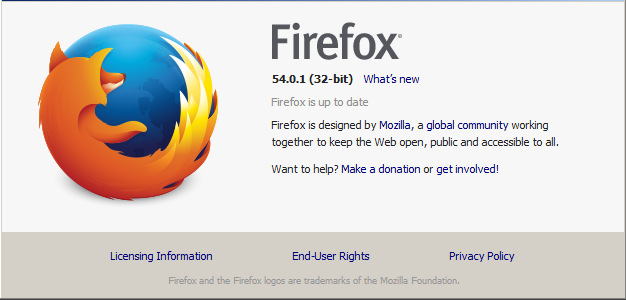 Firefox®
54.0.1 (32-bit) What's new
Firefox is up to date
Firefox is designed by Mozilla, a global community working
together to keep the Web open, public and accessible to all.
Want to help? Make a donation or get involved!
Licensing Information End-User Rights Privacy Policy
Firefox and the Firefox logos are trademarks of the Mozilla Foundation.